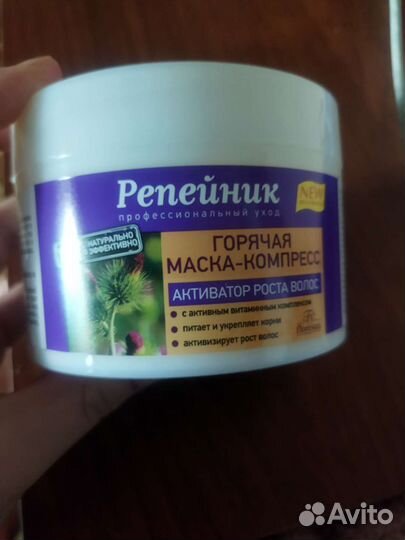 Репейник
профессиональный уход
NEW
НАТУРАЛЬНО
ЭФФЕКТИВНО
ГОРЯЧАЯ
МАСКА-КОМПРЕСС
АКТИВАТОР РОСТА ВОЛОС
• с активным витаминным комплексом
• питает и укрепляет корни
• активизирует рост волос
Флоресан
Avito